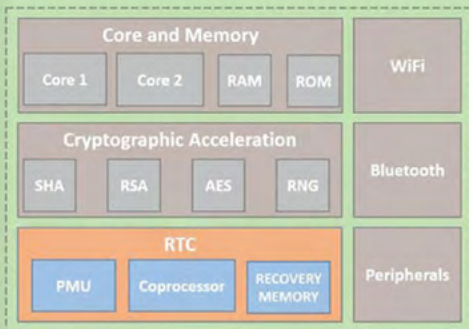 Core and Memory
Core 1
Core 2
RAM
ROM
WiFi
Cryptographic Acceleration
SHA
RSA
AES
RNG
Bluetooth
RTC
PMU
Coprocessor
RECOVERY
MEMORY
Peripherals